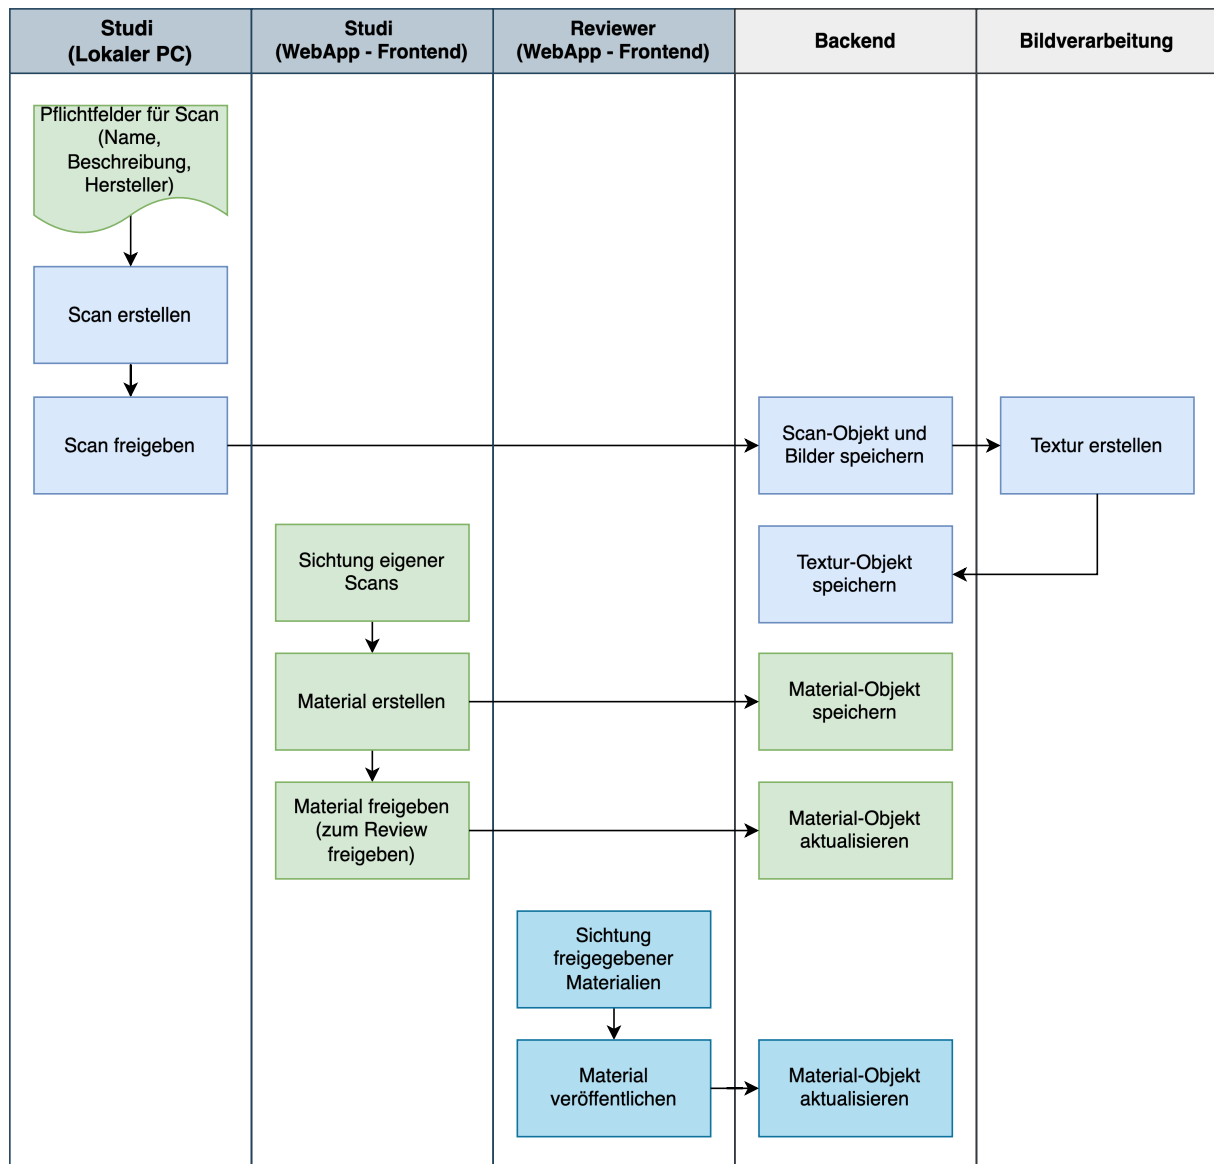 Studi
(Lokaler PC)
Studi
(WebApp - Frontend)
Reviewer
(WebApp - Frontend)
Backend
Bildverarbeitung
Pflichtfelder für Scan
(Name,
Beschreibung,
Hersteller)
Scan erstellen
Scan freigeben
Scan-Objekt und
Bilder speichern
Textur erstellen
Sichtung eigener
Scans
Textur-Objekt
speichern
Material erstellen
Material-Objekt
speichern
Material freigeben
(zum Review
freigeben)
Material-Objekt
aktualisieren
Sichtung
freigegebener
Materialien
Material
veröffentlichen
Material-Objekt
aktualisieren